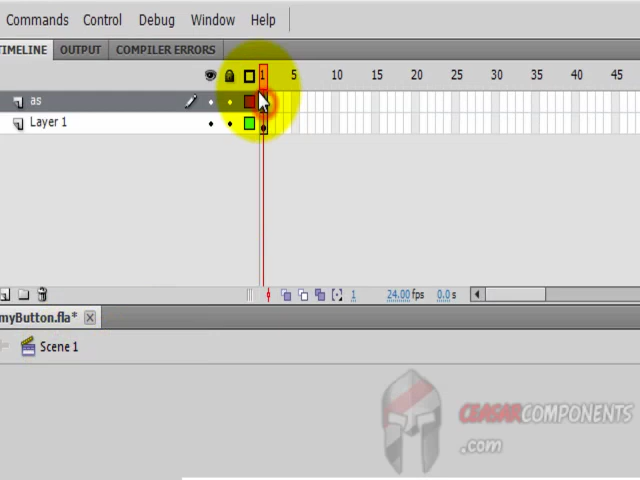 Commands Control Debug Window Help
TIMELINE OUTPUT COMPILER ERRORS
1 5 10 15 20 25 30 35 40 45
as
Layer 1
1 24.00 fps 0.0 s
myButton.fla* x
Scene 1
CEASARCOMPONENTS
.com